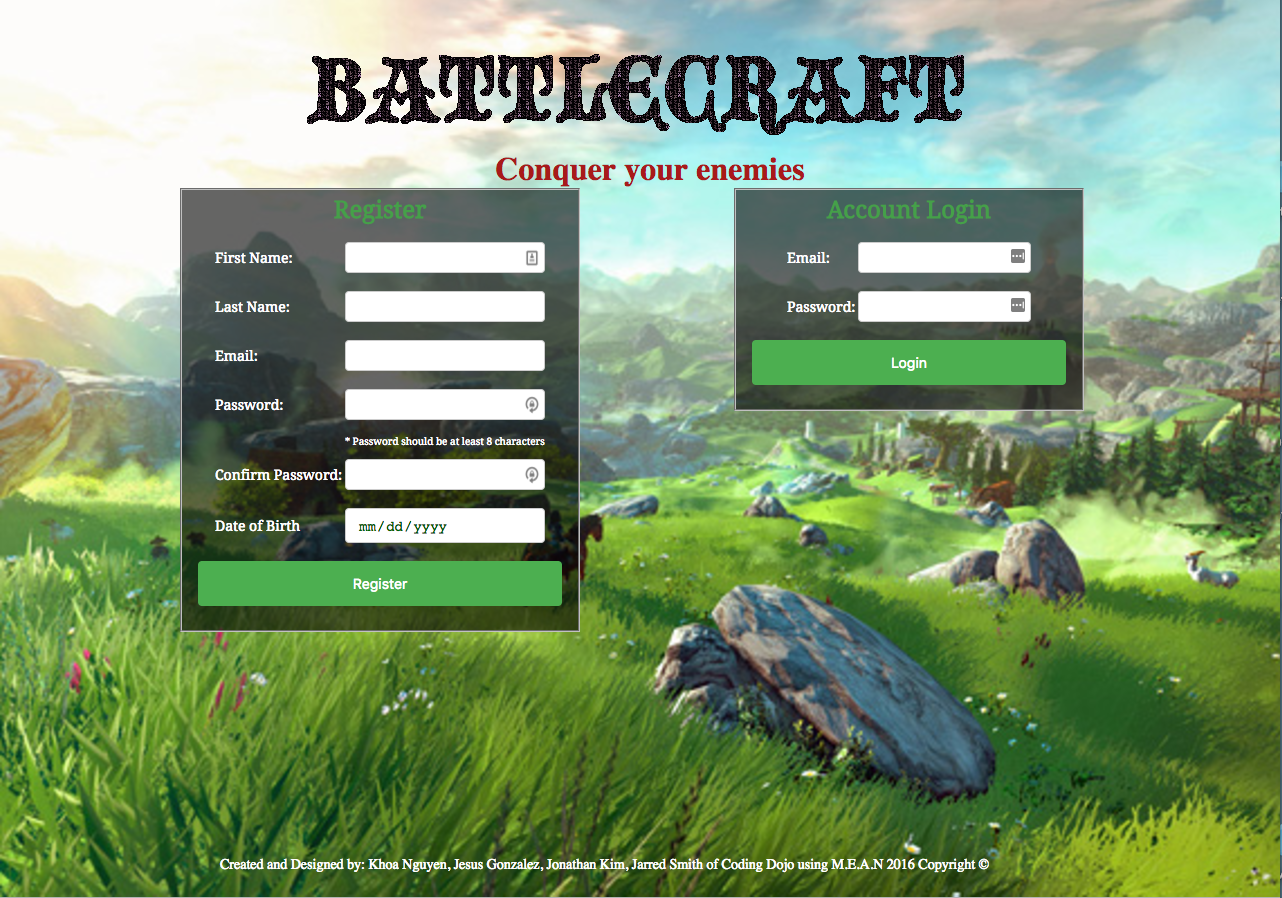 BATTLECRAFT
Conquer your enemies
Register
First Name:
Last Name:
Email:
Password:
* Password should be at least 8 characters
Confirm Password:
Date of Birth mm/dd/yyyy
Register
Account Login
Email:
Password:
Login
Created and Designed by: Khoa Nguyen, Jesus Gonzalez, Jonathan Kim, Jarred Smith of Coding Dojo using M.E.A.N 2016 Copyright ©